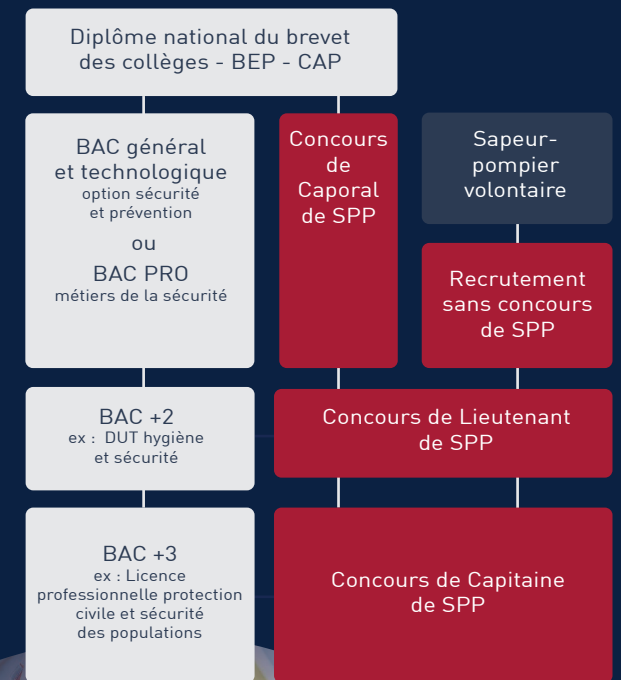 Diplôme national du brevet
des collèges - BEP - CAP
BAC général
et technologique
option sécurité
et prévention
ou
BAC PRO
métiers de la sécurité
Concours
de
Caporal
de SPP
Sapeur-
pompier
volontaire
Recrutement
sans concours
de SPP
BAC +2
ex : DUT hygiène
et sécurité
Concours de Lieutenant
de SPP
BAC +3
ex : Licence
professionnelle protection
civile et sécurité
des populations
Concours de Capitaine
de SPP